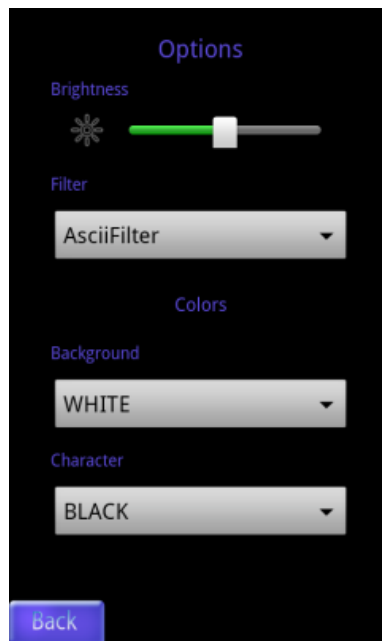 Options
Brightness
Filter
AsciiFilter
Colors
Background
WHITE
Character
BLACK
Back